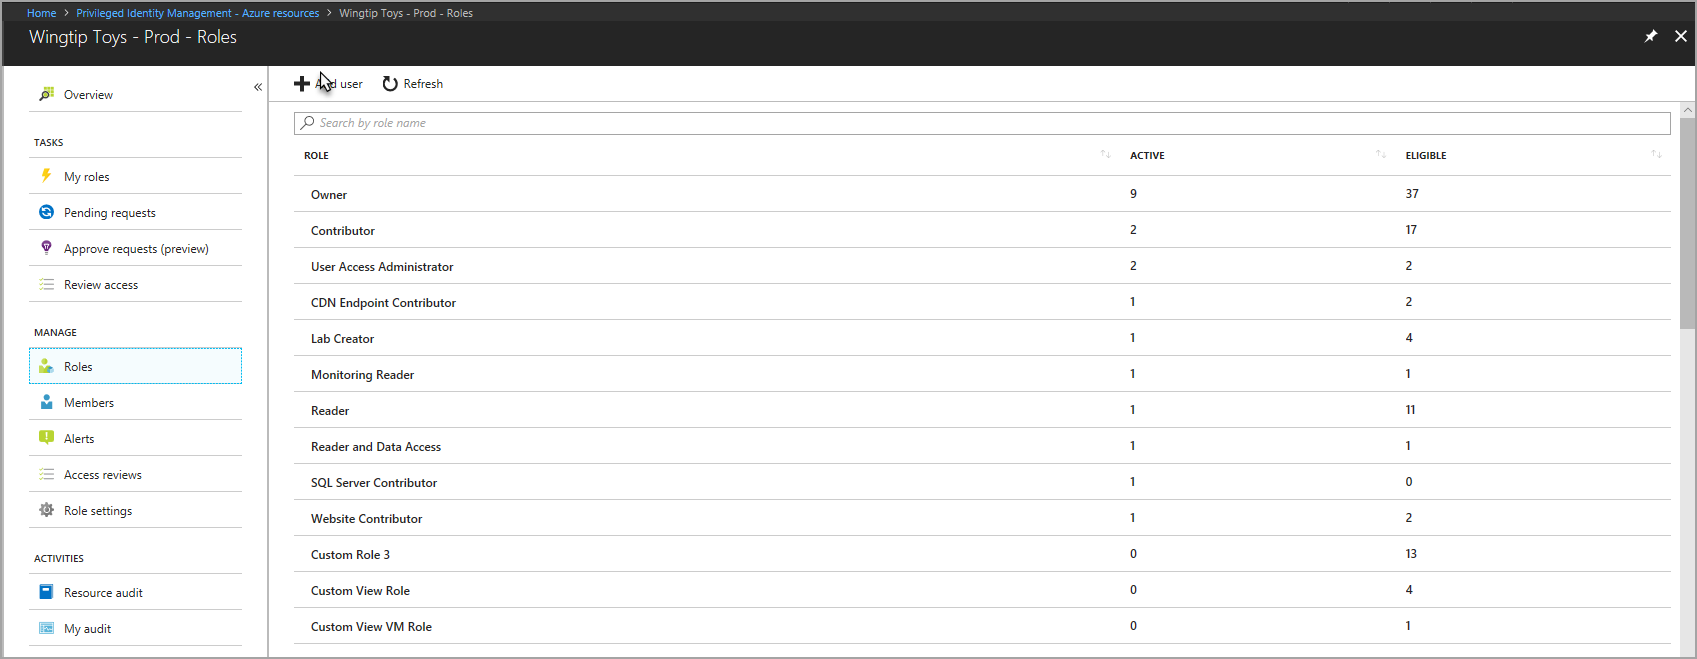 Home > Privileged Identity Management - Azure resources > Wingtip Toys - Prod - Roles
Wingtip Toys - Prod - Roles
Overview
TASKS
My roles
Pending requests
Approve requests (preview)
Review access
MANAGE
Roles
Members
Alerts
Access reviews
Role settings
ACTIVITIES
Resource audit
My audit
user Refresh
Search by role name
ROLE ACTIVE ELIGIBLE
Owner 9 37
Contributor 2 17
User Access Administrator 2 2
CDN Endpoint Contributor 1 2
Lab Creator 1 4
Monitoring Reader 1 1
Reader 1 11
Reader and Data Access 1 1
SQL Server Contributor 1 0
Website Contributor 1 2
Custom Role 3 0 13
Custom View Role 0 4
Custom View VM Role 0 1